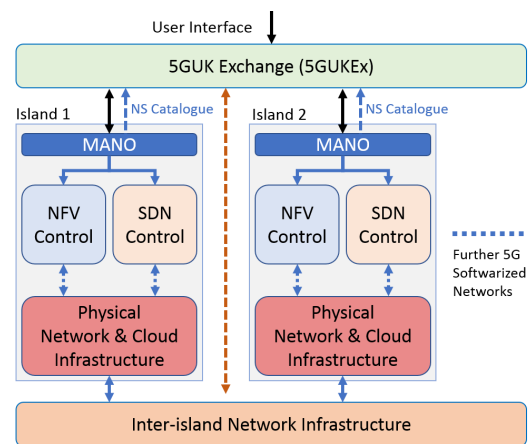 User Interface
5GUK Exchange (5GUKEx)
Island 1
NS Catalogue
Island 2
NS Catalogue
MANO
MANO
NFV
Control
SDN
Control
NFV
Control
SDN
Control
Further 5G
Softwarized
Networks
Physical
Network & Cloud
Infrastructure
Physical
Network & Cloud
Infrastructure
Inter-island Network Infrastructure